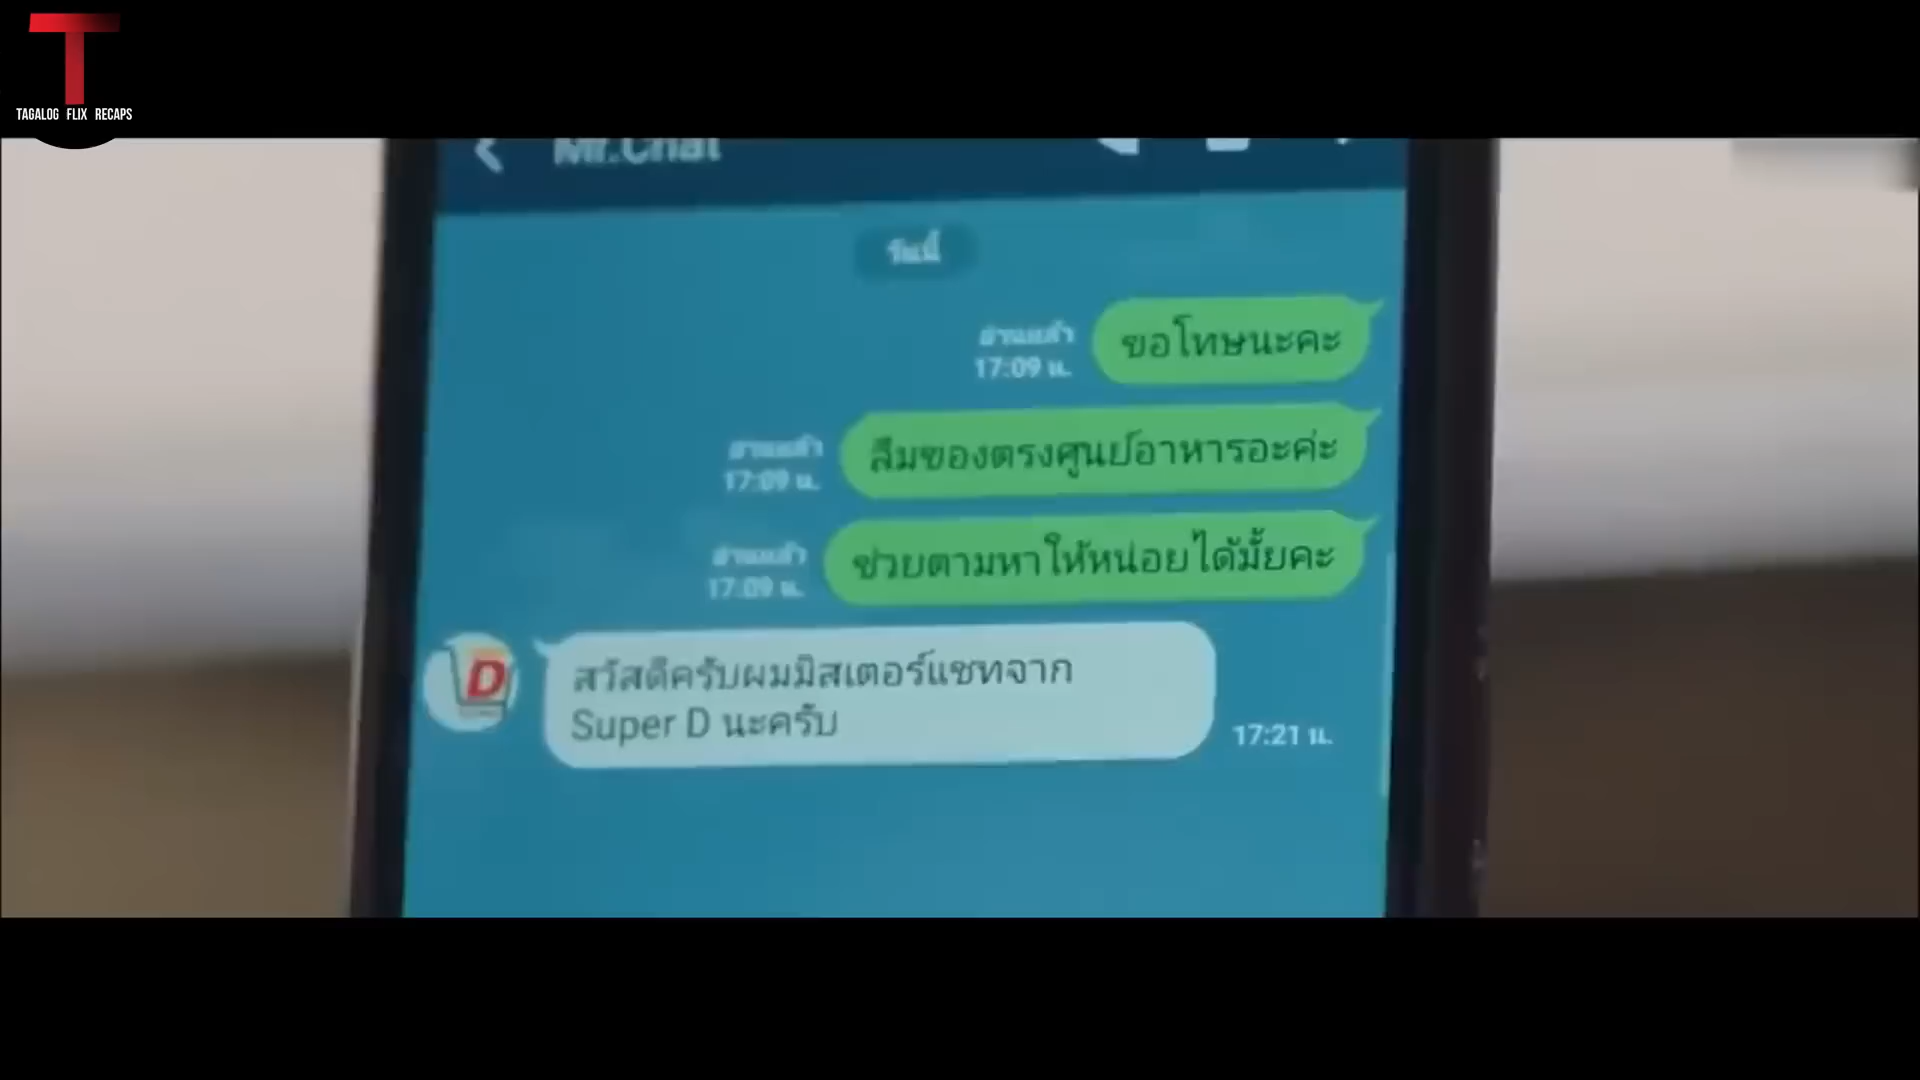 TAGALOG FLIX RECAPS
Mr.Chat
วันนี้
อ่านแล้ว
17:09 น.
ขอโทษนะคะ
อ่านแล้ว
17:09 น.
ลืมของตรงศูนย์อาหารอะค่ะ
อ่านแล้ว
17:09 น.
ช่วยตามหาให้หน่อยได้มั้ยคะ
D
สวัสดีครับผมมิสเตอร์แชทจาก
Super D นะครับ
17:21 น.